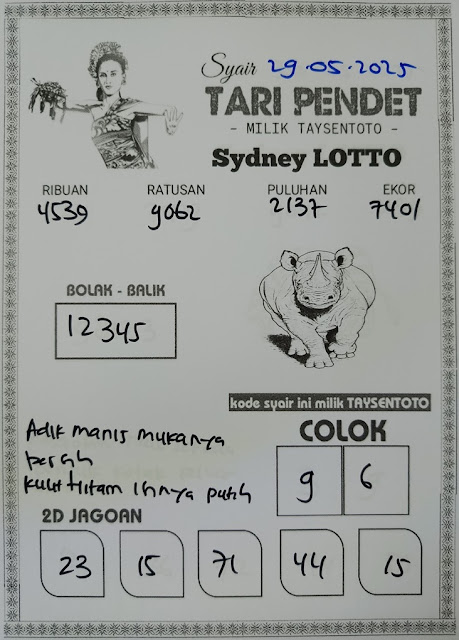 Syair 29.05.2025
TARI PENDET
- MILIK TAYSENTOTO -
Sydney LOTTO
RIBUAN RATUSAN PULUHAN EKOR
4539 9062 2137 7401
BOLAK - BALIK
12345
kode syair ini milik TAYSENTOTO
COLOK
9 6
Adik manis mukanya
bersih
kulit Hitam Ihnya putih
2D JAGOAN
23 15 71 44 15